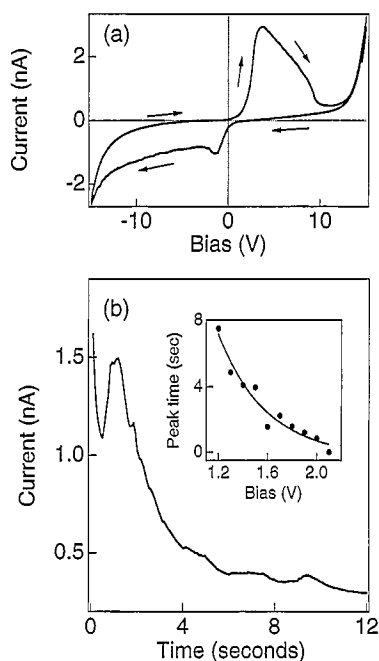 (a)
Current (nA)
2
0
-2
-10
0
10
Bias (V)
(b)
Current (nA)
1.5
1.0
0.5
0
4
8
12
Time (seconds)
Peak time (sec)
8
4
0
1.2
1.6
2.0
Bias (V)